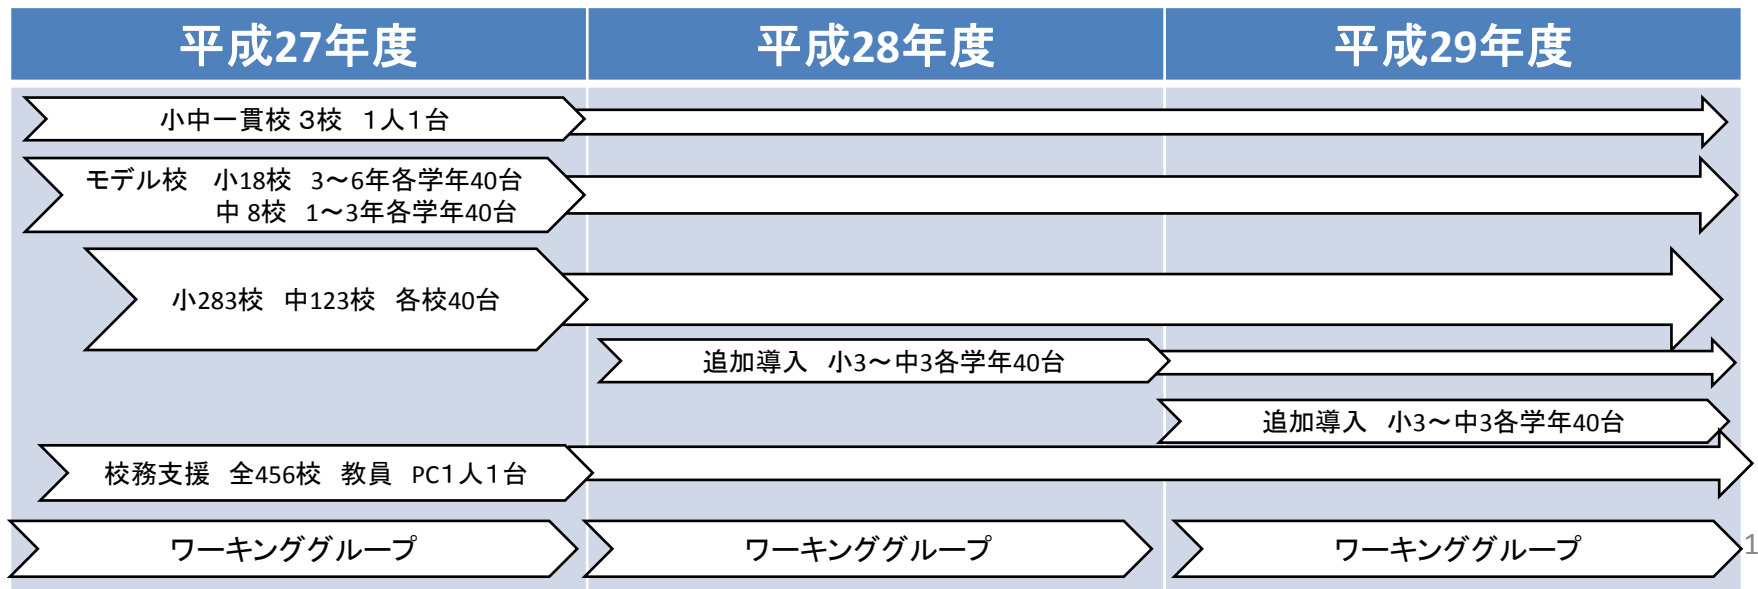 平成27年度 平成28年度 平成29年度
小中一貫校 3校　1人1台
モデル校　小18校　3～6年各学年40台
中 8校　1～3年各学年40台
小283校　中123校　各校40台
追加導入　小3～中3各学年40台
追加導入　小3～中3各学年40台
校務支援　全456校　教員　PC1人1台
ワーキンググループ ワーキンググループ ワーキンググループ
1